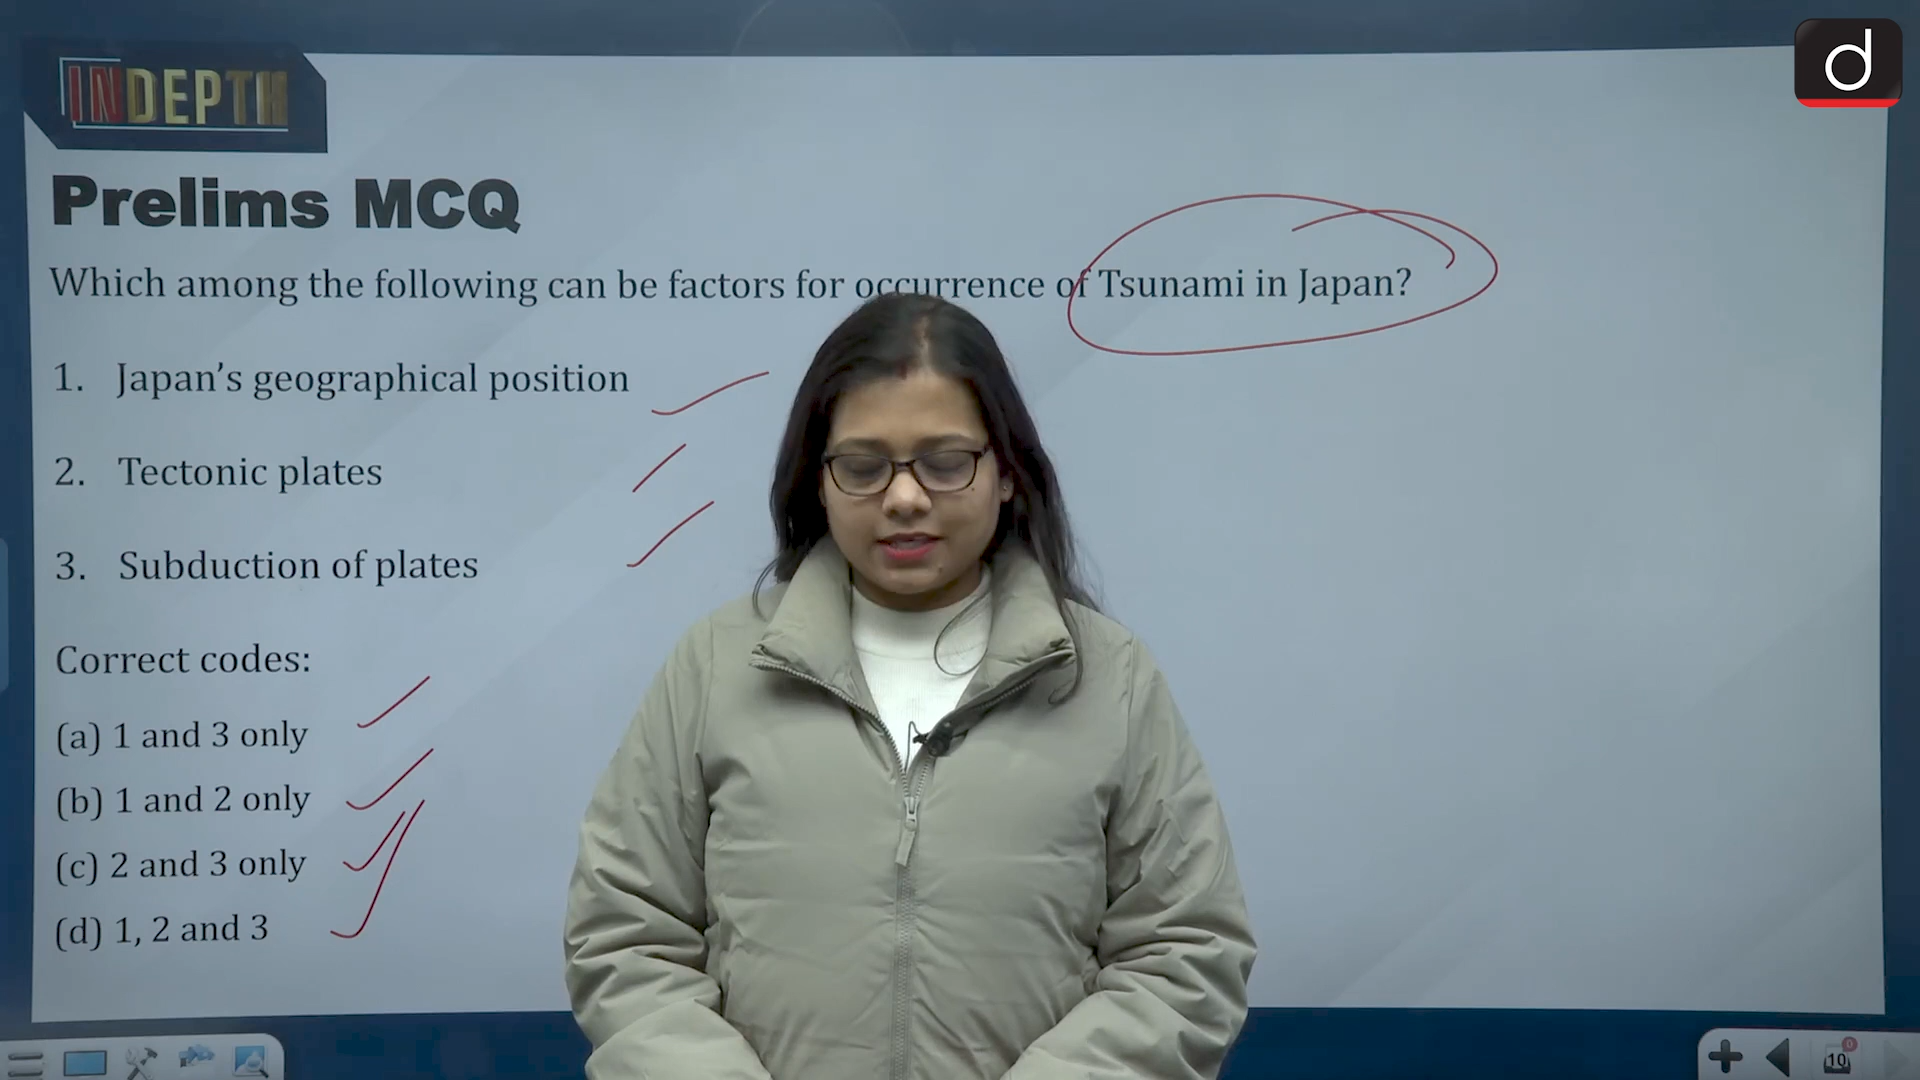 INDEPTH
d
Prelims MCQ
Which among the following can be factors for occurrence of Tsunami in Japan?
1. Japan’s geographical position
2. Tectonic plates
3. Subduction of plates
Correct codes:
(a) 1 and 3 only
(b) 1 and 2 only
(c) 2 and 3 only
(d) 1, 2 and 3
10
0